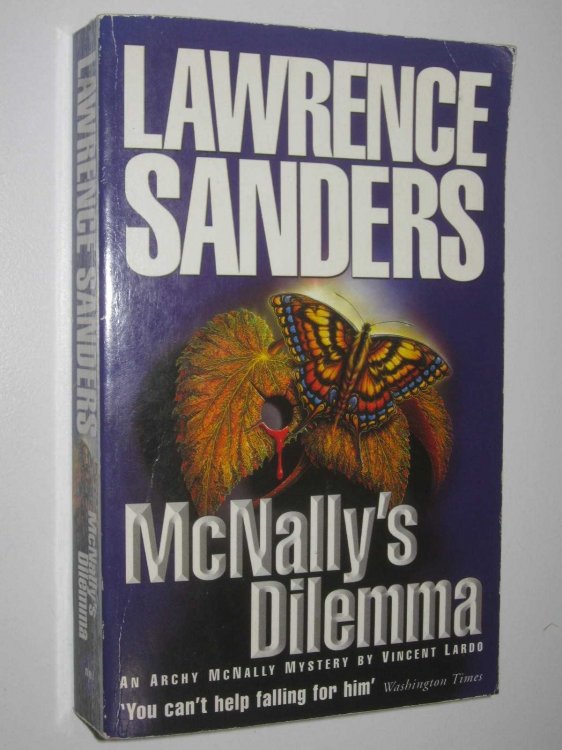 LAWRENCE
SANDERS
McNally's
Dilemma
AN ARCHY MCNALLY MYSTERY BY VINCENT LARDO
'You can't help falling for him' Washington Times
LAWRENCE SANDERS
McNally's
Dilemma